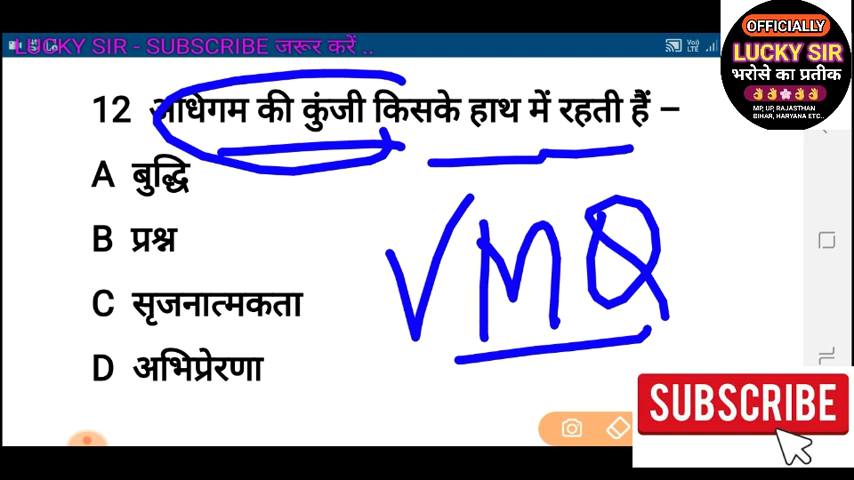 LUCKY SIR - SUBSCRIBE जरूर करें ..
OFFICIALLY
LUCKY SIR
भरोसे का प्रतीक
MP, UP, RAJASTHAN
BIHAR, HARYANA ETC..
12 अधिगम की कुंजी किसके हाथ में रहती हैं –
A बुद्धि
B प्रश्न
C सृजनात्मकता
D अभिप्रेरणा
VMQ
SUBSCRIBE